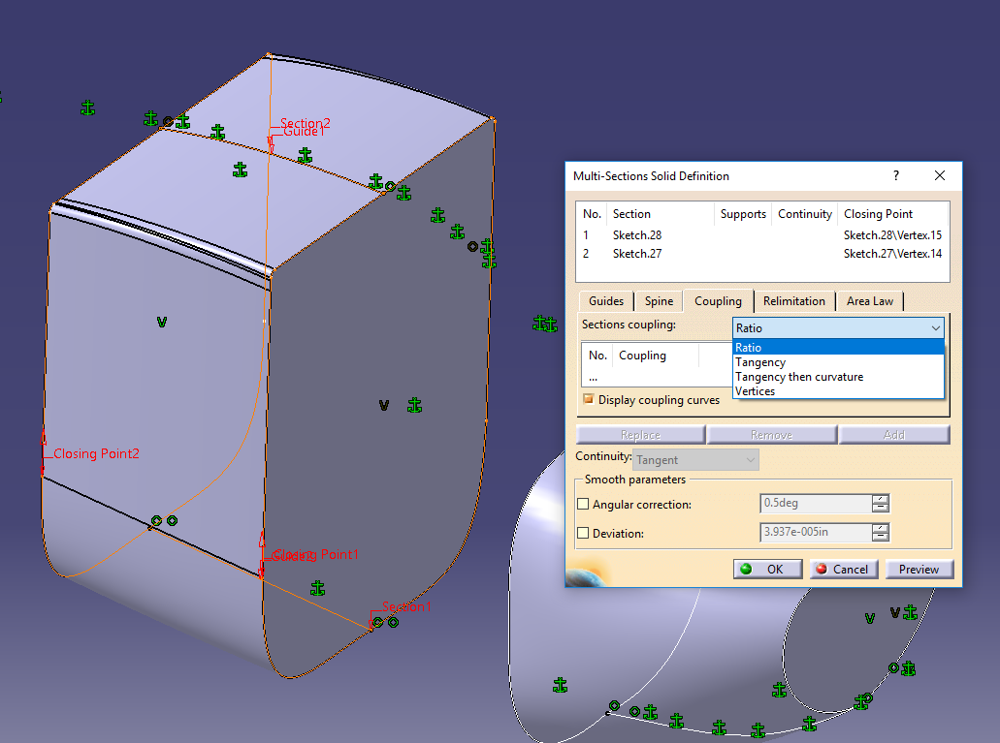 Section2
Guide1
Closing Point2
Closing Point1
Section1
V
V
V
V
Multi-Sections Solid Definition
?
No. Section Supports Continuity Closing Point
1 Sketch.28 Sketch.28\Vertex.15
2 Sketch.27 Sketch.27\Vertex.14
Guides Spine Coupling Relimitation Area Law
Sections coupling: Ratio
Ratio
Tangency
Tangency then curvature
Vertices
No. Coupling
...
Display coupling curves
Replace Remove Add
Continuity: Tangent
Smooth parameters
Angular correction: 0.5deg
Deviation: 3.937e-005in
OK Cancel Preview